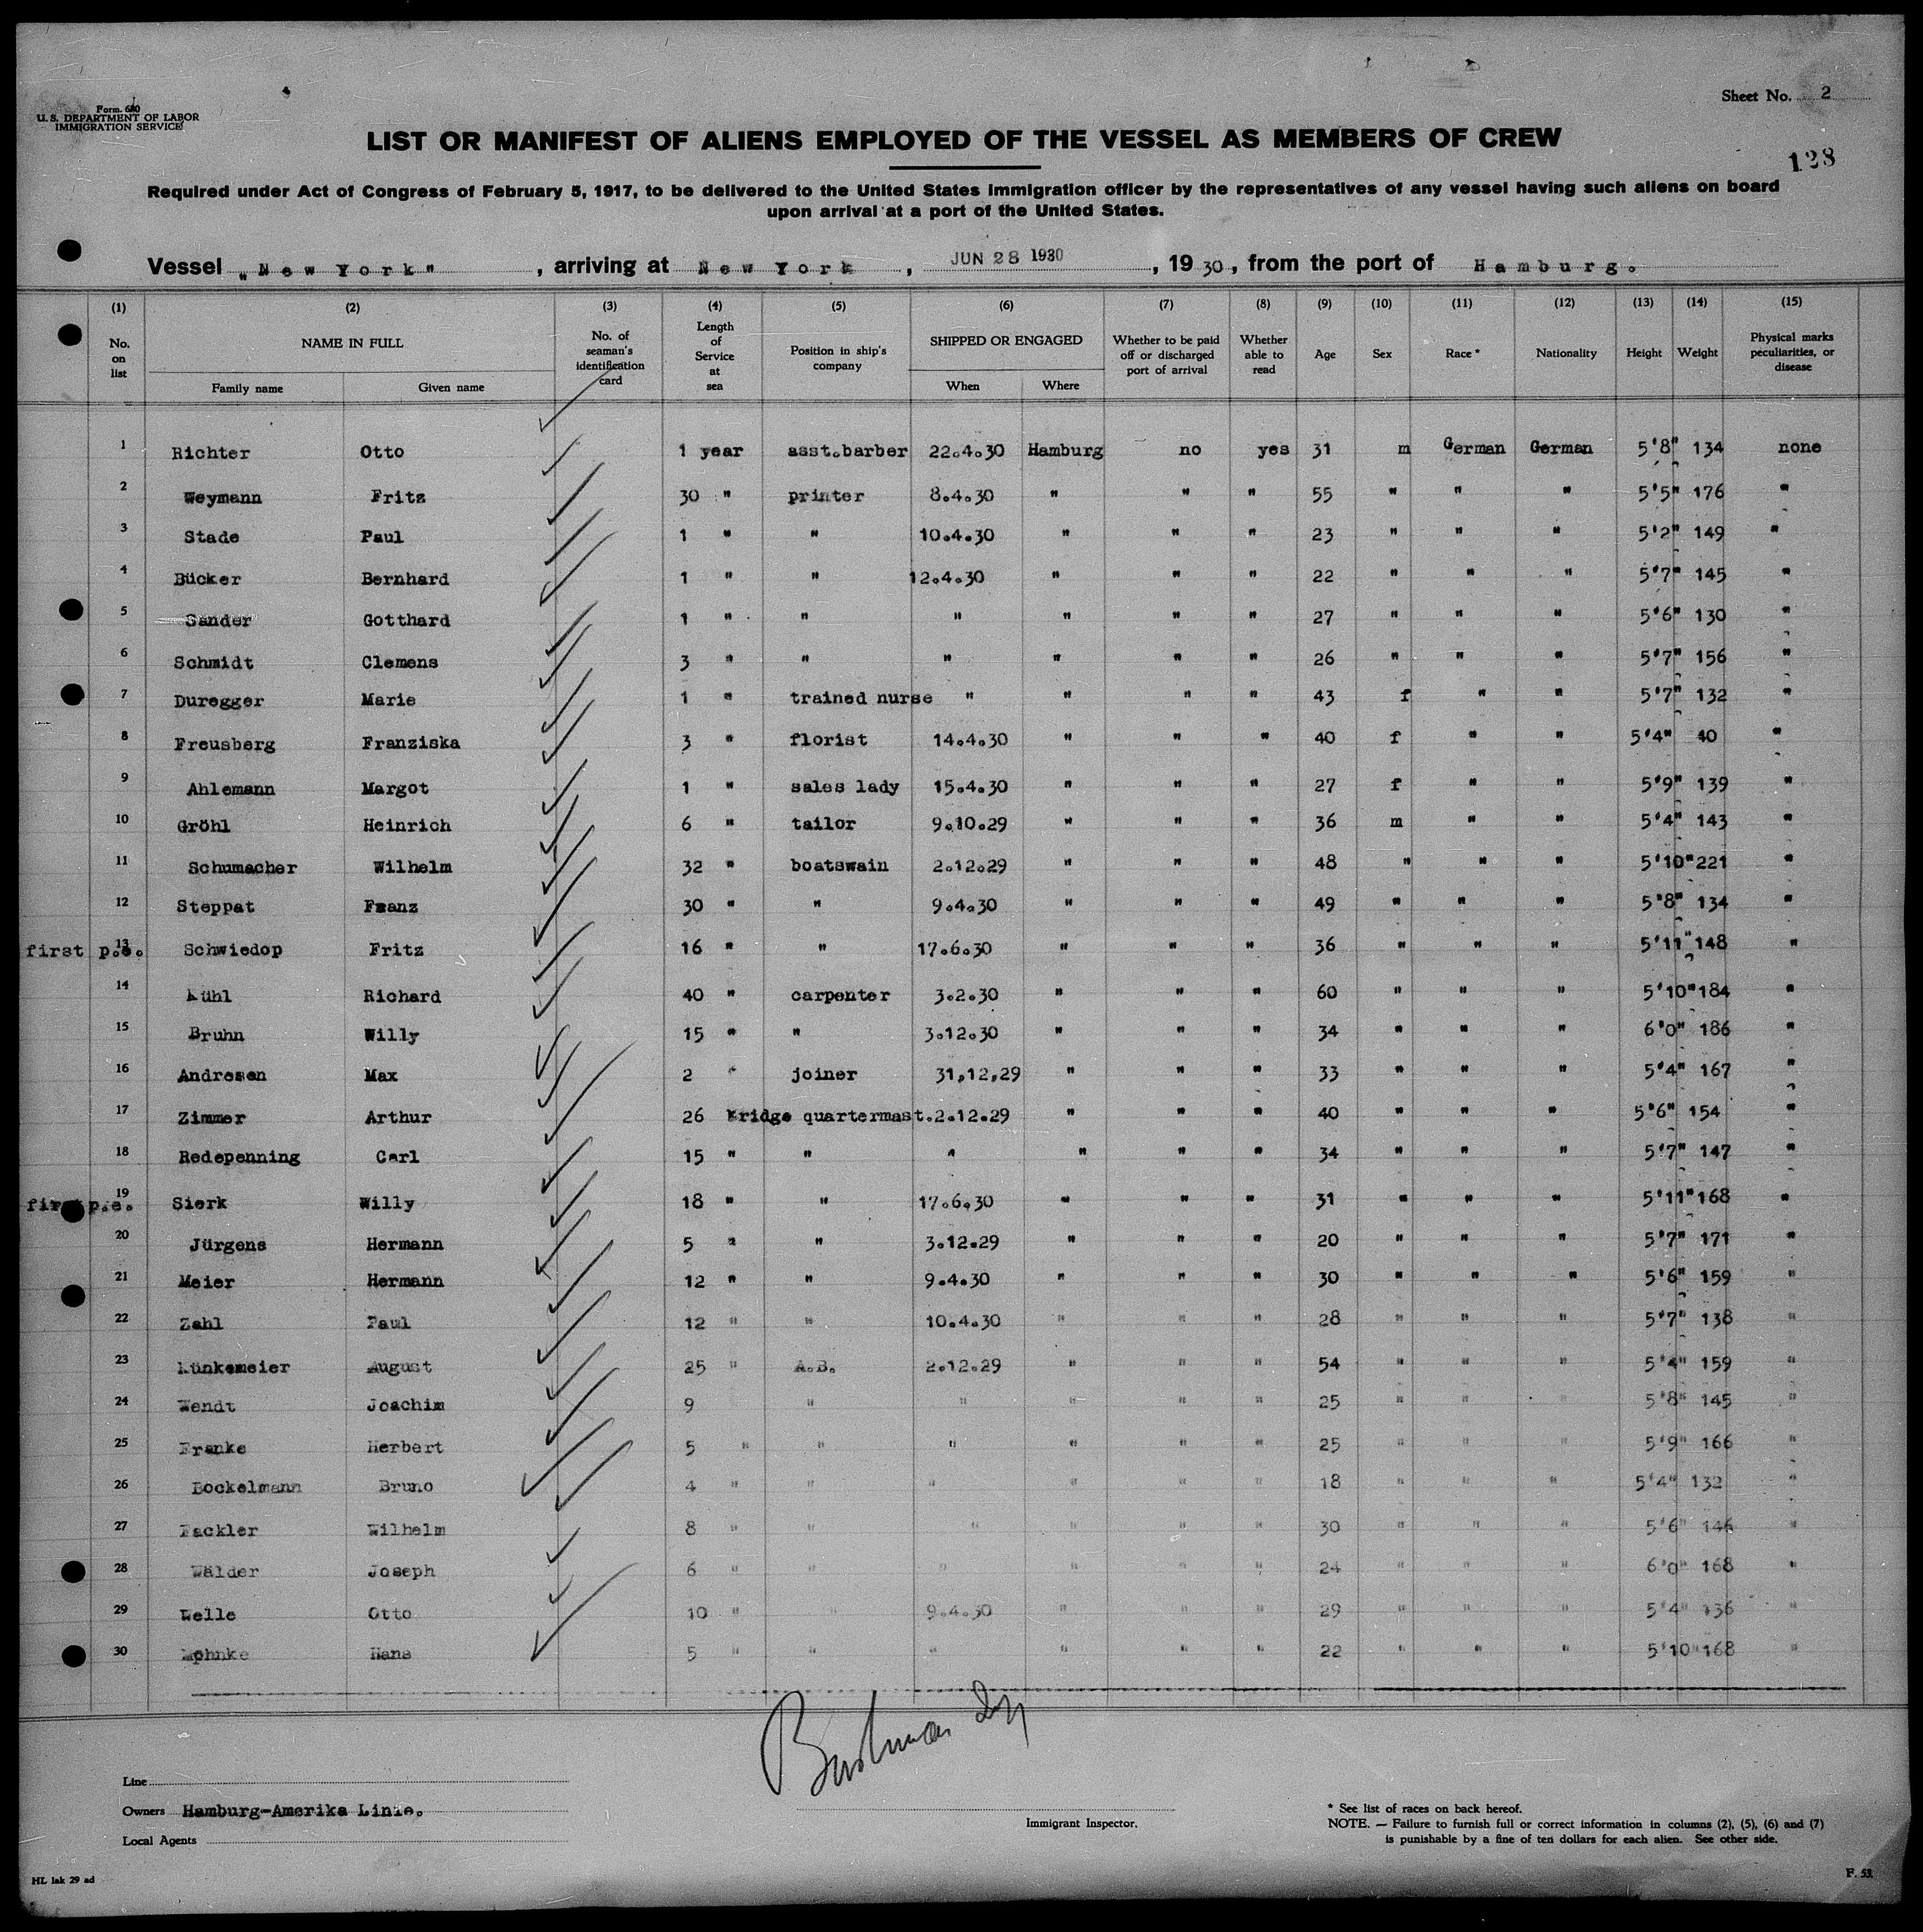 Form. 680
U. S. DEPARTMENT OF LABOR
IMMIGRATION SERVICE
Sheet No. 2
LIST OR MANIFEST OF ALIENS EMPLOYED OF THE VESSEL AS MEMBERS OF CREW
128
Required under Act of Congress of February 5, 1917, to be delivered to the United States immigration officer by the representatives of any vessel having such aliens on board
upon arrival at a port of the United States.
Vessel „New York", arriving at New York, JUN 28 1930, 1930, from the port of Hamburg.
(1) (2) (3) (4) (5) (6) (7) (8) (9) (10) (11) (12) (13) (14) (15)
No. on list NAME IN FULL No. of seaman's identification card Length of Service at sea Position in ship's company SHIPPED OR ENGAGED Whether to be paid off or discharged port of arrival Whether able to read Age Sex Race * Nationality Height Weight Physical marks peculiarities, or disease
Family name Given name When Where
1 Richter Otto 1 year asst.barber 22.4.30 Hamburg no yes 31 m German German 5'8" 134 none
2 Weymann Fritz 30 " printer 8.4.30 " " " 55 " " " 5'5" 176 "
3 Stade Paul 1 " " 10.4.30 " " " 23 " " " 5'2" 149 "
4 Bücker Bernhard 1 " " 12.4.30 " " " 22 " " " 5'7" 145 "
5 Sander Gotthard 1 " " " " " " 27 " " " 5'6" 130 "
6 Schmidt Clemens 3 " " " " " " 26 " " " 5'7" 156 "
7 Duregger Marie 1 " trained nurse " " " " 43 f " " 5'7" 132 "
8 Freusberg Franziska 3 " florist 14.4.30 " " " 40 f " " 5'4" 40 "
9 Ahlemann Margot 1 " sales lady 15.4.30 " " " 27 f " " 5'9" 139 "
10 Gröhl Heinrich 6 " tailor 9.10.29 " " " 36 m " " 5'4" 143 "
11 Schumacher Wilhelm 32 " boatswain 2.12.29 " " " 48 " " " 5'10" 221 "
12 Steppat Franz 30 " " 9.4.30 " " " 49 " " " 5'8" 134 "
first p.e. 13 Schwiedop Fritz 16 " " 17.6.30 " " " 36 " " " 5'11" 148 "
14 Kühl Richard 40 " carpenter 3.2.30 " " " 60 " " " 5'10" 184 "
15 Bruhn Willy 15 " " 3.12.30 " " " 34 " " " 6'0" 186 "
16 Andresen Max 2 " joiner 31,12,29 " " " 33 " " " 5'4" 167 "
17 Zimmer Arthur 26 bridge quartermast.2.12.29 " " " 40 " " " 5'6" 154 "
18 Redepenning Carl 15 " " " " " " 34 " " " 5'7" 147 "
first p.e. 19 Sierk Willy 18 " " 17.6.30 " " " 31 " " " 5'11" 168 "
20 Jürgens Hermann 5 " " 3.12.29 " " " 20 " " " 5'7" 171 "
21 Meier Hermann 12 " " 9.4.30 " " " 30 " " " 5'6" 159 "
22 Zahl Paul 12 " " 10.4.30 " " " 28 " " " 5'7" 138 "
23 Künkemeier August 25 " A.B. 2.12.29 " " " 54 " " " 5'4" 159 "
24 Wendt Joachim 9 " " " " " 25 " " " 5'8" 145 "
25 Franke Herbert 5 " " " " " " 25 " " " 5'9" 166 "
26 Bockelmann Bruno 4 " " " " " " 18 " " " 5'4" 132 "
27 Fackler Wilhelm 8 " " " " " " 30 " " " 5'6" 146 "
28 Wälder Joseph 6 " " " " " " 24 " " " 6'0" 168 "
29 Welle Otto 10 " " 9.4.30 " " " 29 " " " 5'4" 136 "
30 Hans 5 " " " " " " 22 " " " 5'10" 168 "
Line
Owners Hamburg-Amerika Linie.
Local Agents
Immigrant Inspector.
* See list of races on back hereof.
NOTE. — Failure to furnish full or correct information in columns (2), (5), (6) and (7)
is punishable by a fine of ten dollars for each alien. See other side.
HL lak 29 ad
F. 53